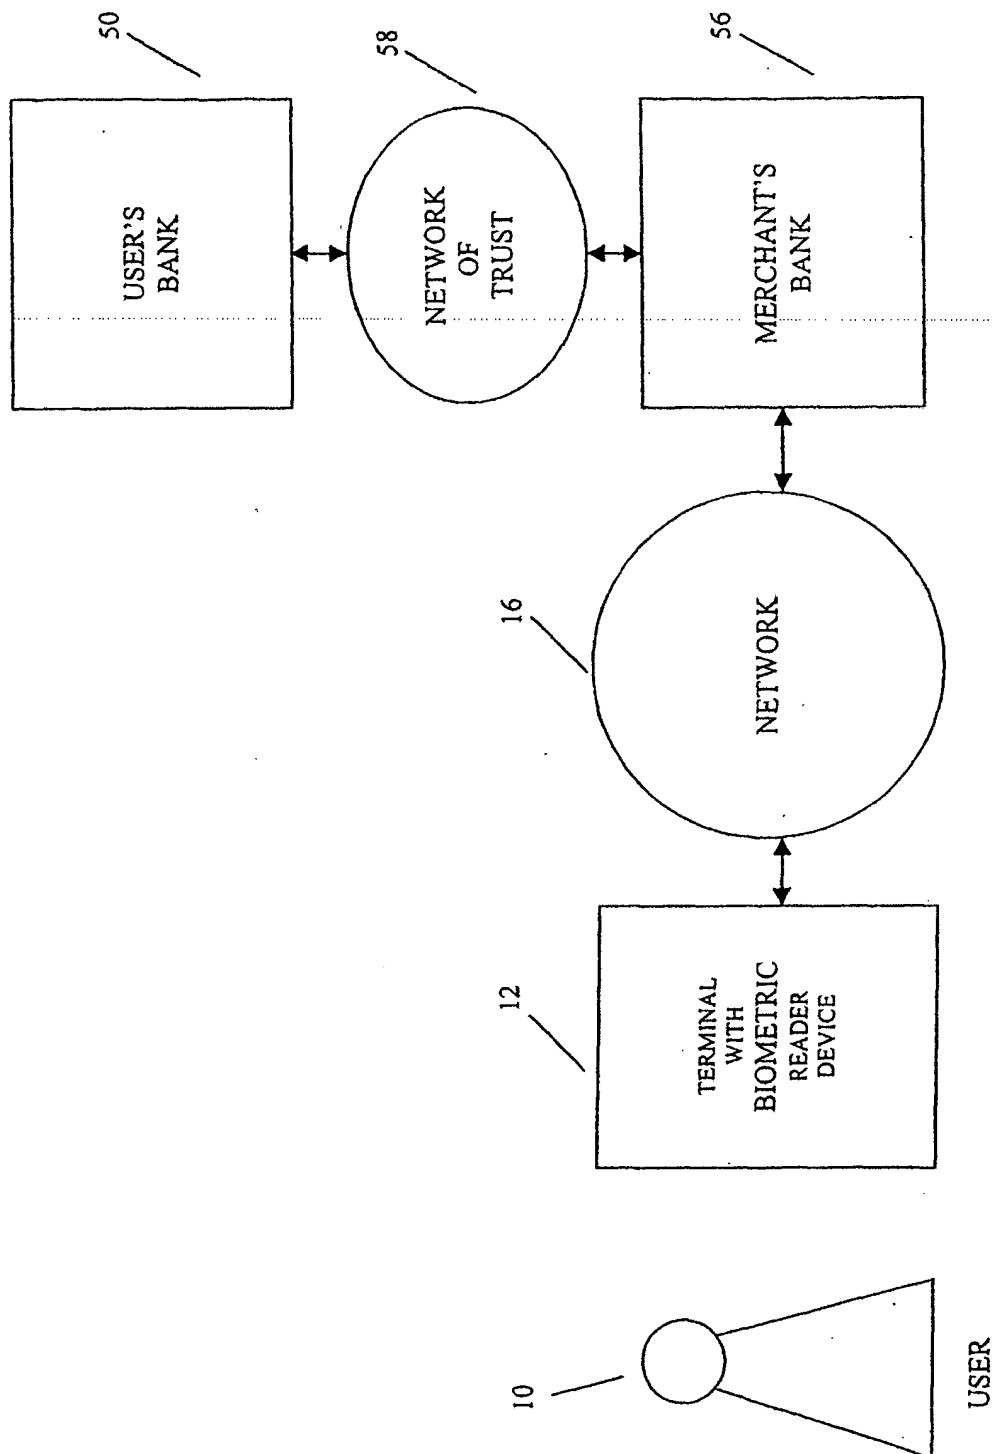 50
USER'S
BANK
58
NETWORK
OF
TRUST
56
MERCHANT'S
BANK
16
NETWORK
12
TERMINAL
WITH
BIOMETRIC
READER
DEVICE
10
USER